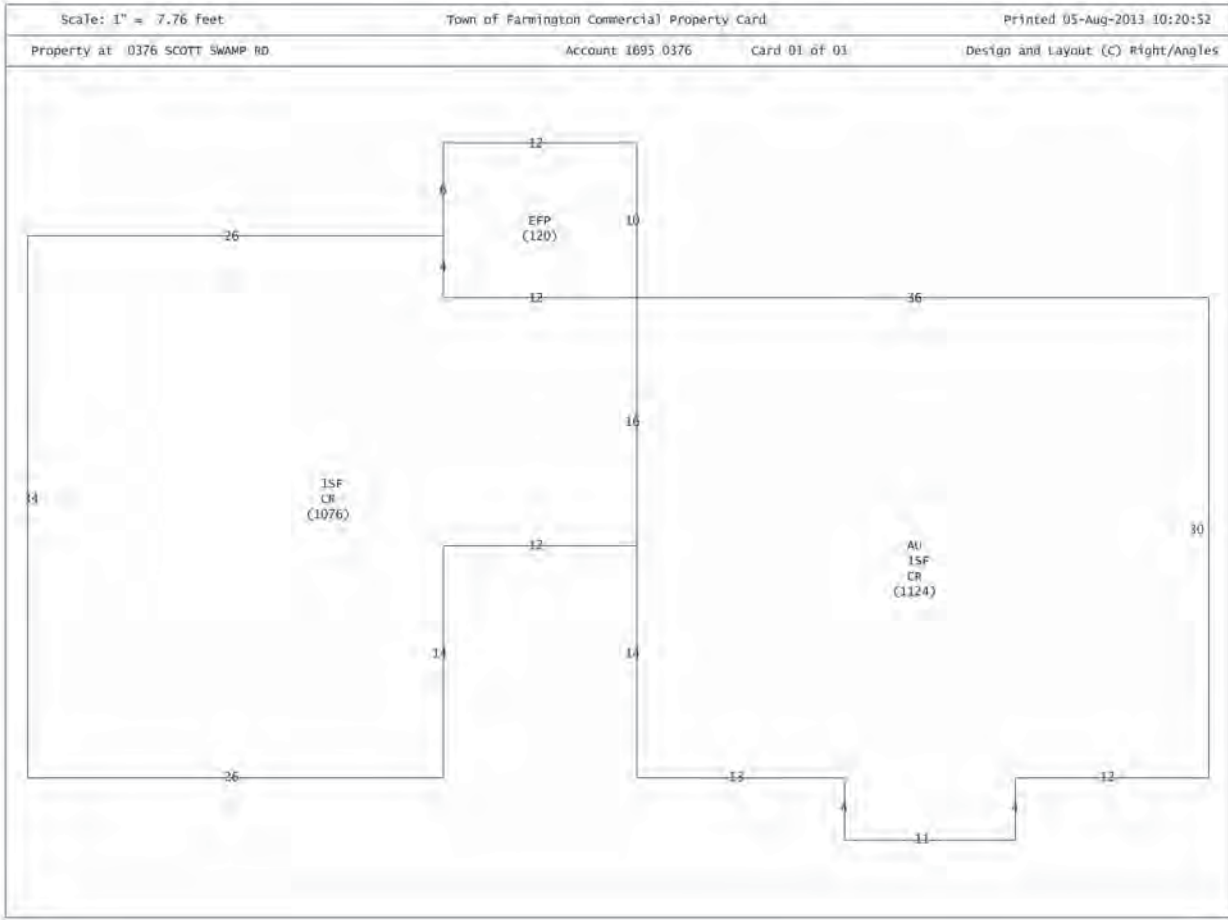 Scale: 1" = 7.76 feet Town of Farmington Commercial Property Card Printed 05-Aug-2013 10:20:52
Property at 0376 SCOTT SWAMP RD Account 1695 0376 Card 01 of 01 Design and Layout (C) Right/Angles
12
6
EFP
10
26
(120)
4
12
36
16
1SF
34
CR
(1076)
30
12
AU
1SF
CR
(1124)
14
14
26
13
12
4
4
11